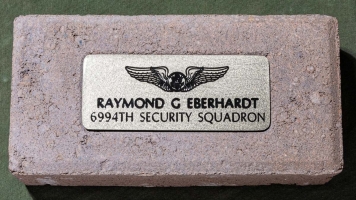 RAYMOND G EBERHARDT
6994TH SECURITY SQUADRON